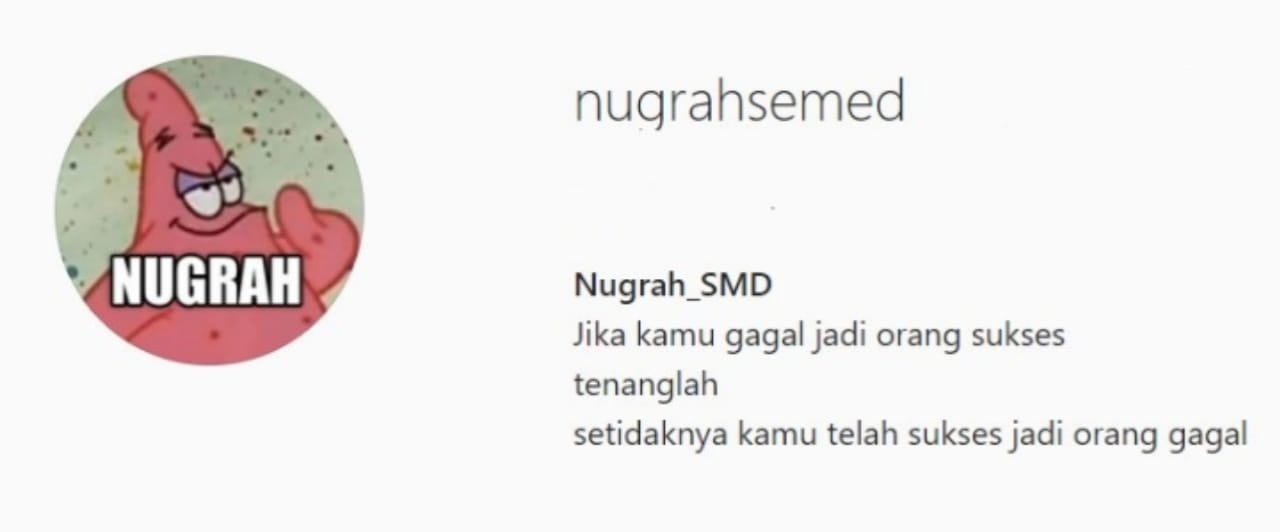 nugrahsemed
NUGRAH
Nugrah_SMD
Jika kamu gagal jadi orang sukses
tenanglah
setidaknya kamu telah sukses jadi orang gagal